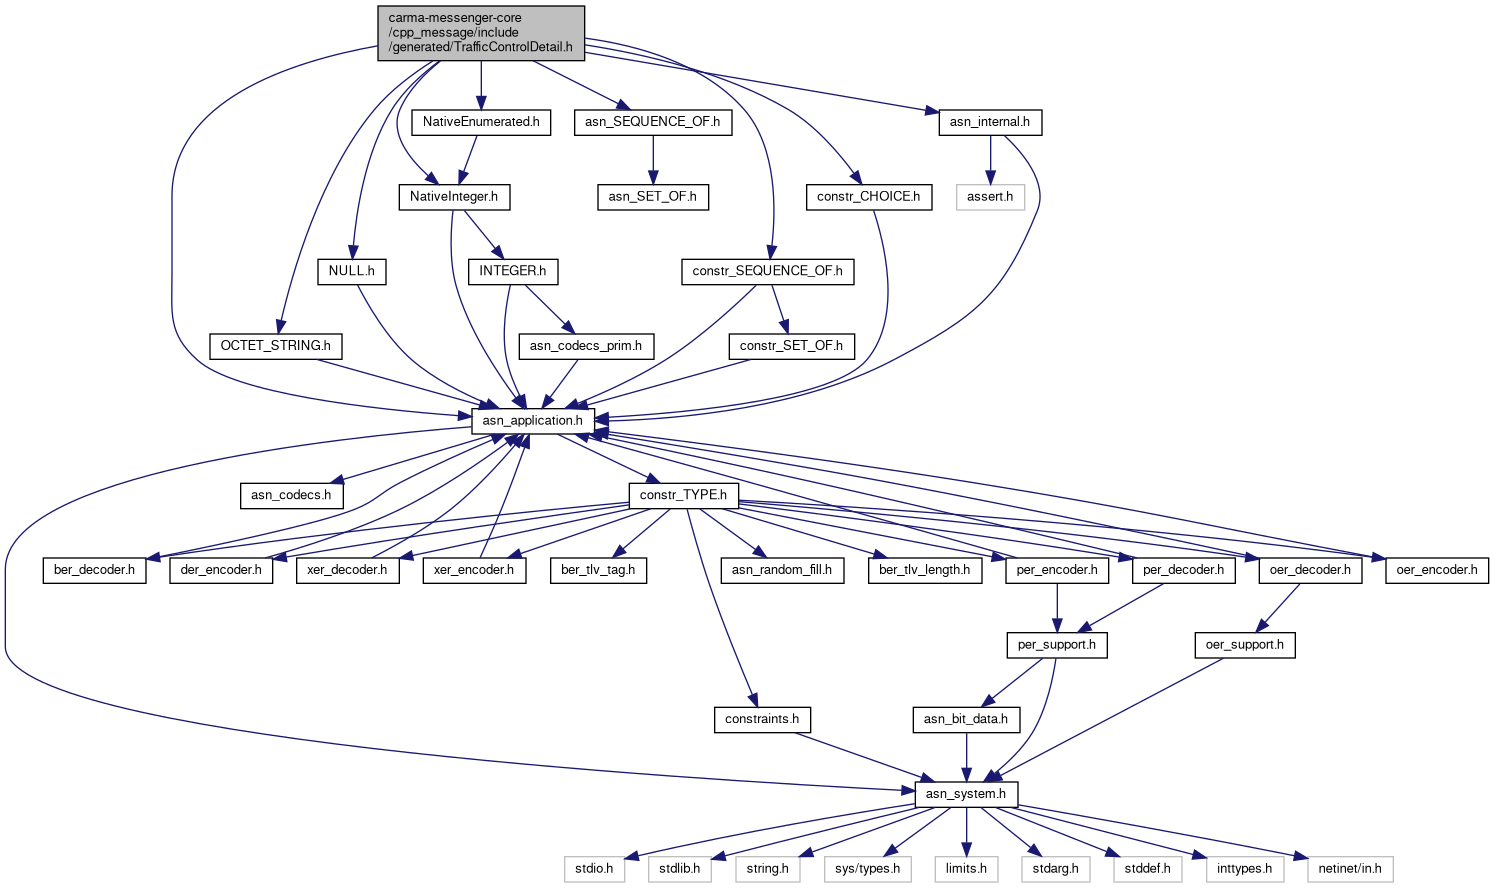 carma-messenger-core
/cpp_message/include
/generated/TrafficControlDetail.h
NativeEnumerated.h
asn_SEQUENCE_OF.h
asn_internal.h
NativeInteger.h
asn_SET_OF.h
constr_CHOICE.h
assert.h
NULL.h
INTEGER.h
constr_SEQUENCE_OF.h
OCTET_STRING.h
asn_codecs_prim.h
constr_SET_OF.h
asn_application.h
asn_codecs.h
constr_TYPE.h
ber_decoder.h
der_encoder.h
xer_decoder.h
xer_encoder.h
ber_tlv_tag.h
asn_random_fill.h
ber_tlv_length.h
per_encoder.h
per_decoder.h
oer_decoder.h
oer_encoder.h
per_support.h
oer_support.h
constraints.h
asn_bit_data.h
asn_system.h
stdio.h
stdlib.h
string.h
sys/types.h
limits.h
stdarg.h
stddef.h
inttypes.h
netinet/in.h